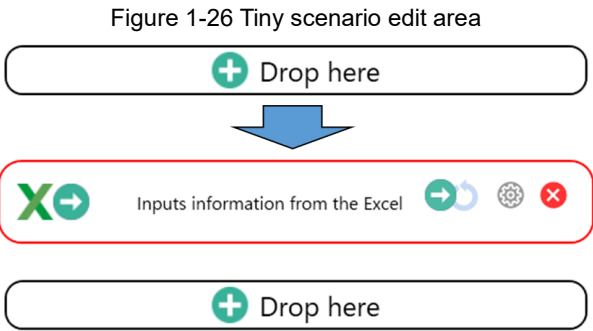 Figure 1-26 Tiny scenario edit area
Drop here
Inputs information from the Excel
Drop here